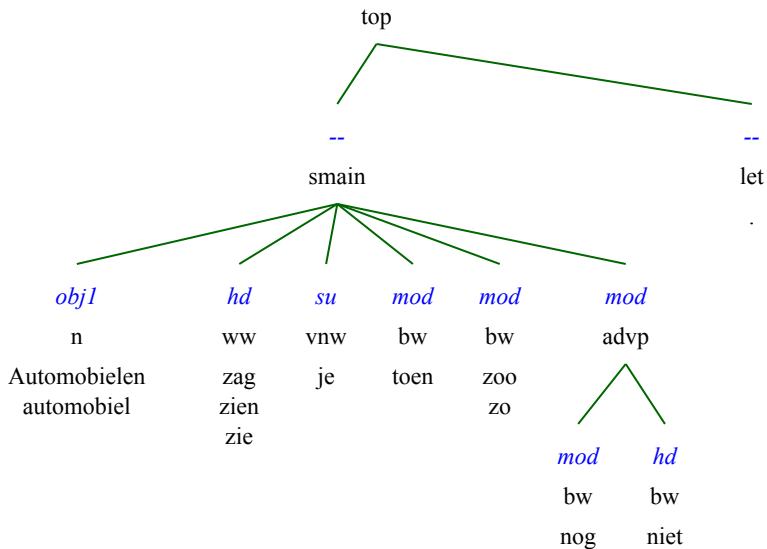 top
-- --
smain let
.
obj1 hd su mod mod mod
n ww vnw bw bw advp
Automobielen zag je toen zoo
automobiel zien zo
zie
mod hd
bw bw
nog niet